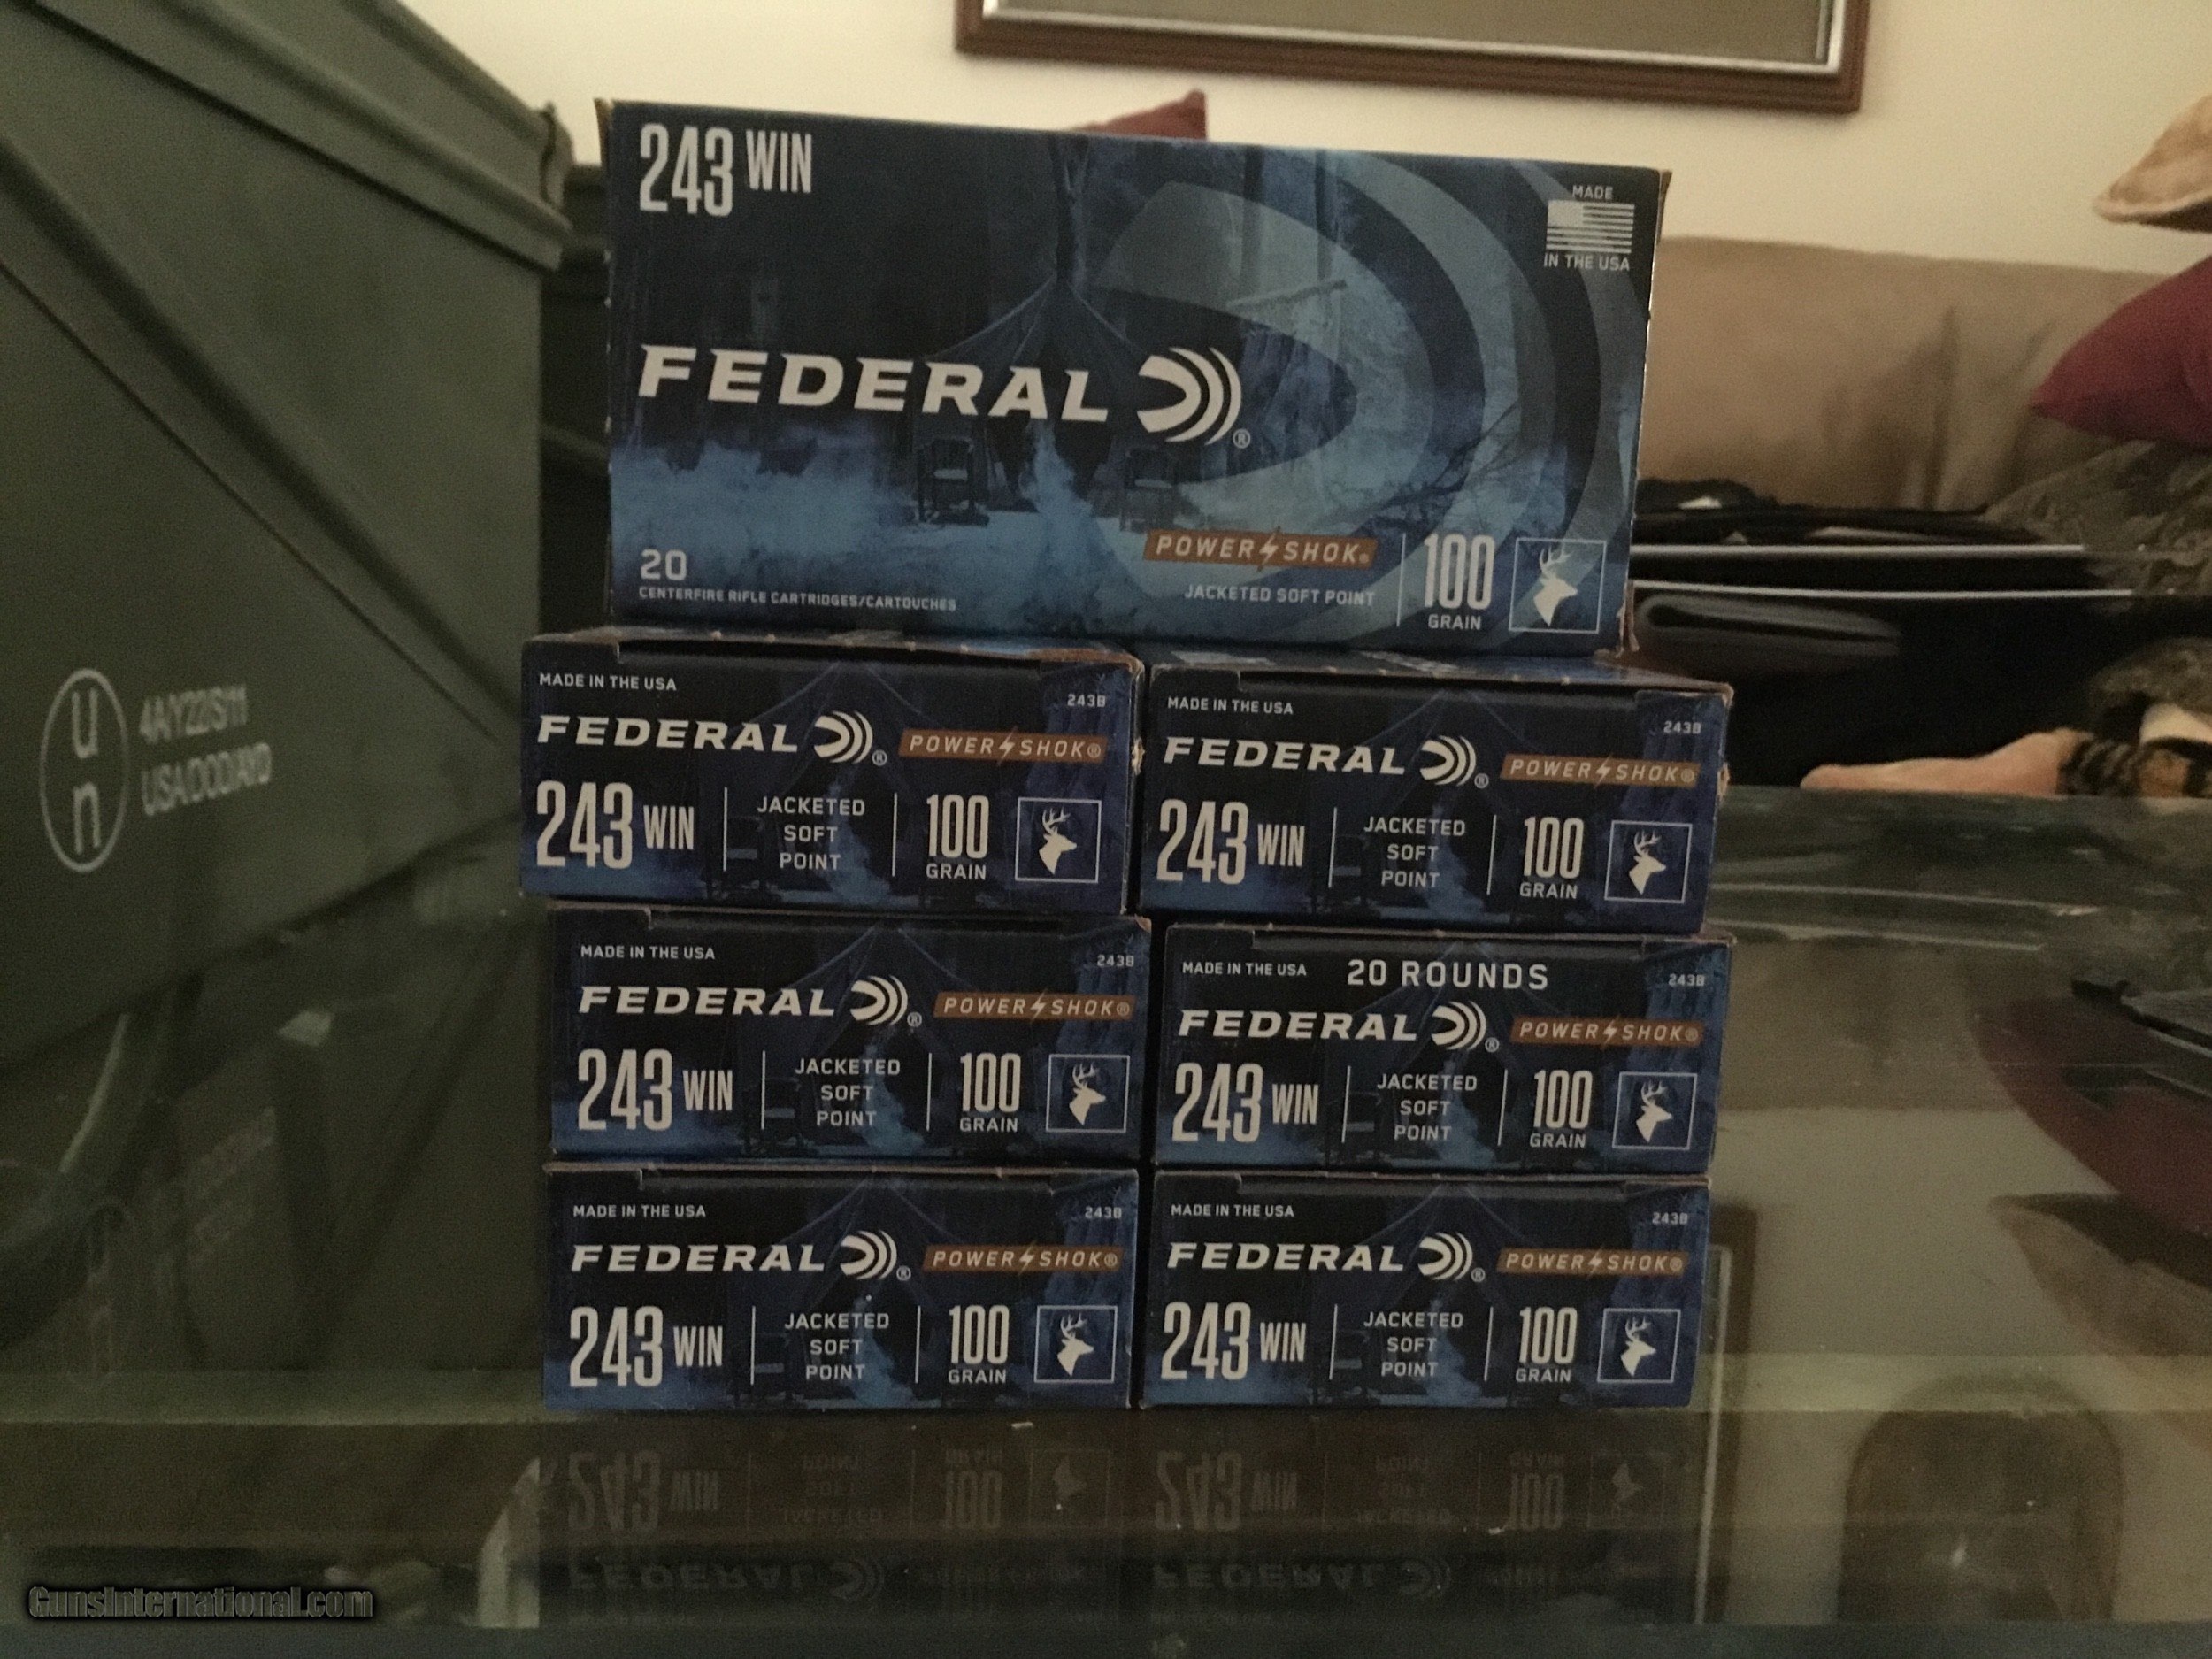 243 WIN
MADE
IN THE USA
FEDERAL ®
20
CENTERFIRE RIFLE CARTRIDGES/CARTOUCHES
POWER SHOK®
JACKETED SOFT POINT
100
GRAIN
MADE IN THE USA 243B
FEDERAL ® POWER SHOK®
243 WIN
JACKETED
SOFT
POINT
100
GRAIN
MADE IN THE USA 243B
FEDERAL ® POWER SHOK®
243 WIN
JACKETED
SOFT
POINT
100
GRAIN
MADE IN THE USA 243B
FEDERAL ® POWER SHOK®
243 WIN
JACKETED
SOFT
POINT
100
GRAIN
MADE IN THE USA 20 ROUNDS 243B
FEDERAL ® POWER SHOK®
243 WIN
JACKETED
SOFT
POINT
100
GRAIN
MADE IN THE USA 243B
FEDERAL ® POWER SHOK®
243 WIN
JACKETED
SOFT
POINT
100
GRAIN
MADE IN THE USA 243B
FEDERAL ® POWER SHOK®
243 WIN
JACKETED
SOFT
POINT
100
GRAIN
u
n
4A/Y22/S/11
USA/DOD/AYD
GunsInternational.com